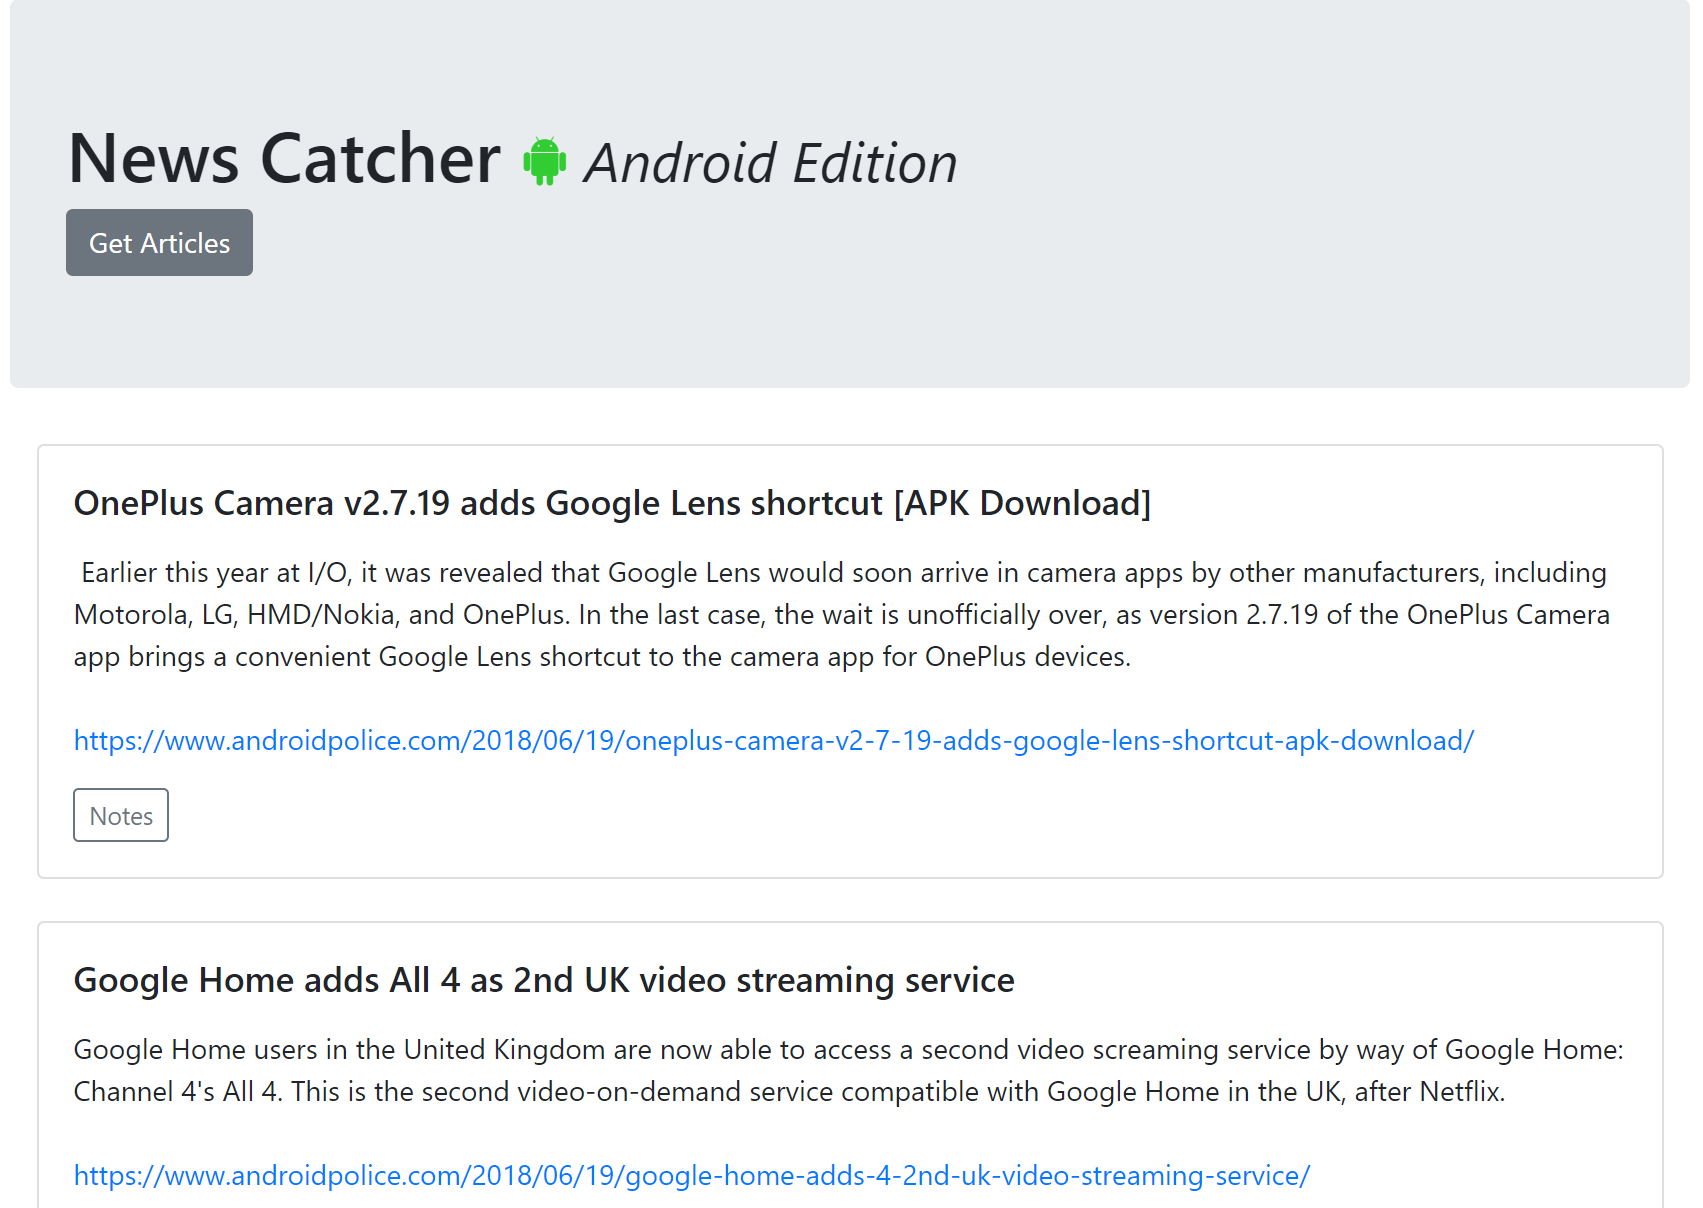 News Catcher Android Edition
Get Articles
OnePlus Camera v2.7.19 adds Google Lens shortcut [APK Download]
Earlier this year at I/O, it was revealed that Google Lens would soon arrive in camera apps by other manufacturers, including
Motorola, LG, HMD/Nokia, and OnePlus. In the last case, the wait is unofficially over, as version 2.7.19 of the OnePlus Camera
app brings a convenient Google Lens shortcut to the camera app for OnePlus devices.
https://www.androidpolice.com/2018/06/19/oneplus-camera-v2-7-19-adds-google-lens-shortcut-apk-download/
Notes
Google Home adds All 4 as 2nd UK video streaming service
Google Home users in the United Kingdom are now able to access a second video screaming service by way of Google Home:
Channel 4's All 4. This is the second video-on-demand service compatible with Google Home in the UK, after Netflix.
https://www.androidpolice.com/2018/06/19/google-home-adds-4-2nd-uk-video-streaming-service/